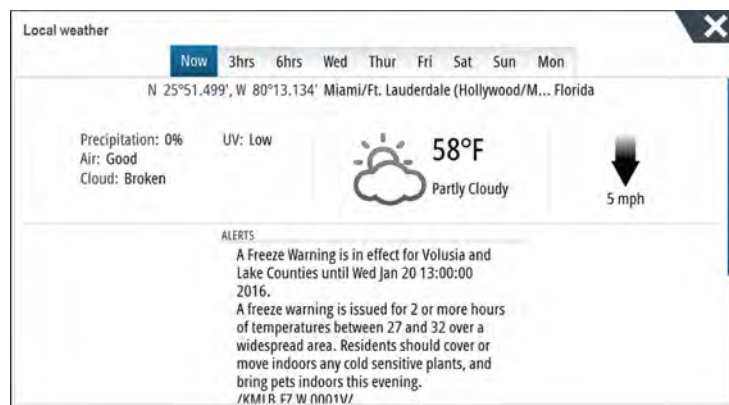 Local weather
Now 3hrs 6hrs Wed Thur Fri Sat Sun Mon
N 25°51.499', W 80°13.134' Miami/Ft. Lauderdale (Hollywood/M... Florida
Precipitation: 0% UV: Low
Air: Good
Cloud: Broken
58°F
Partly Cloudy
5 mph
ALERTS
A Freeze Warning is in effect for Volusia and
Lake Counties until Wed Jan 20 13:00:00
2016.
A freeze warning is issued for 2 or more hours
of temperatures between 27 and 32 over a
widespread area. Residents should cover or
move indoors any cold sensitive plants, and
bring pets indoors this evening.
/KMLB FZ W 0001V/